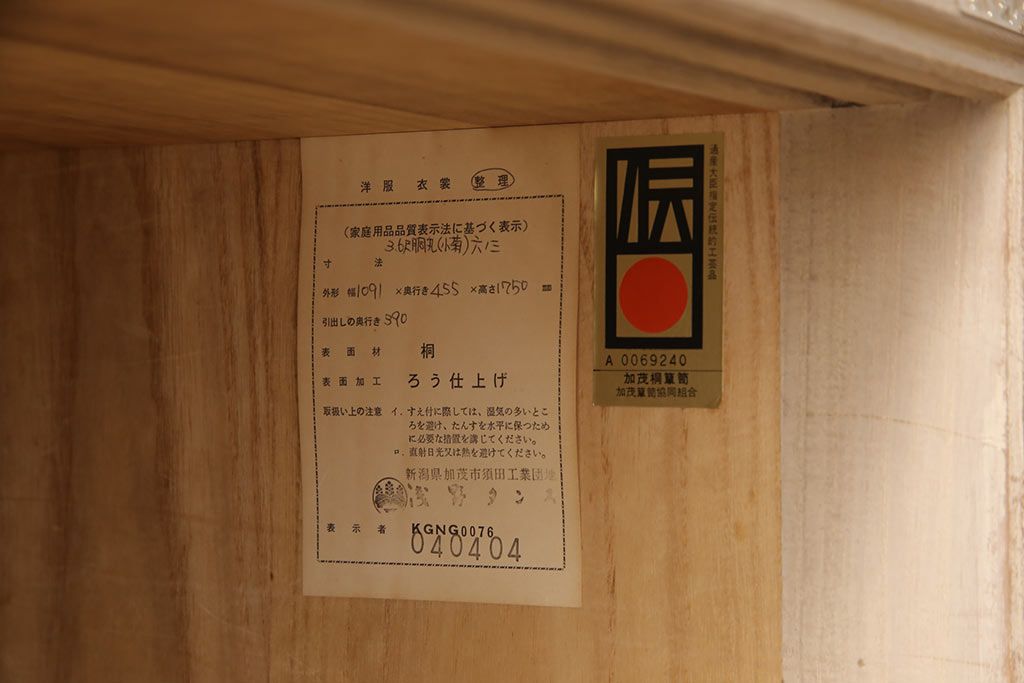 洋服 衣裳 整理
(家庭用品品質表示法に基づく表示)
3.6尺胴丸(小菊)六ノ三
寸法
外形 幅1091 ×奥行き455 ×高さ1750 ㎜
引出しの奥行き390
表面材 桐
表面加工 ろう仕上げ
取扱い上の注意 イ．すえ付に際しては、湿気の多いとこ
ろを避け、たんすを水平に保つため
に必要な措置を講じてください。
ロ．直射日光又は熱を避けてください。
新潟県加茂市須田工業団地
浅野タンス
表示者 KGNG0076
040404
伝
通産大臣指定伝統的工芸品
A 0069240
加茂桐簞笥
加茂簞笥協同組合